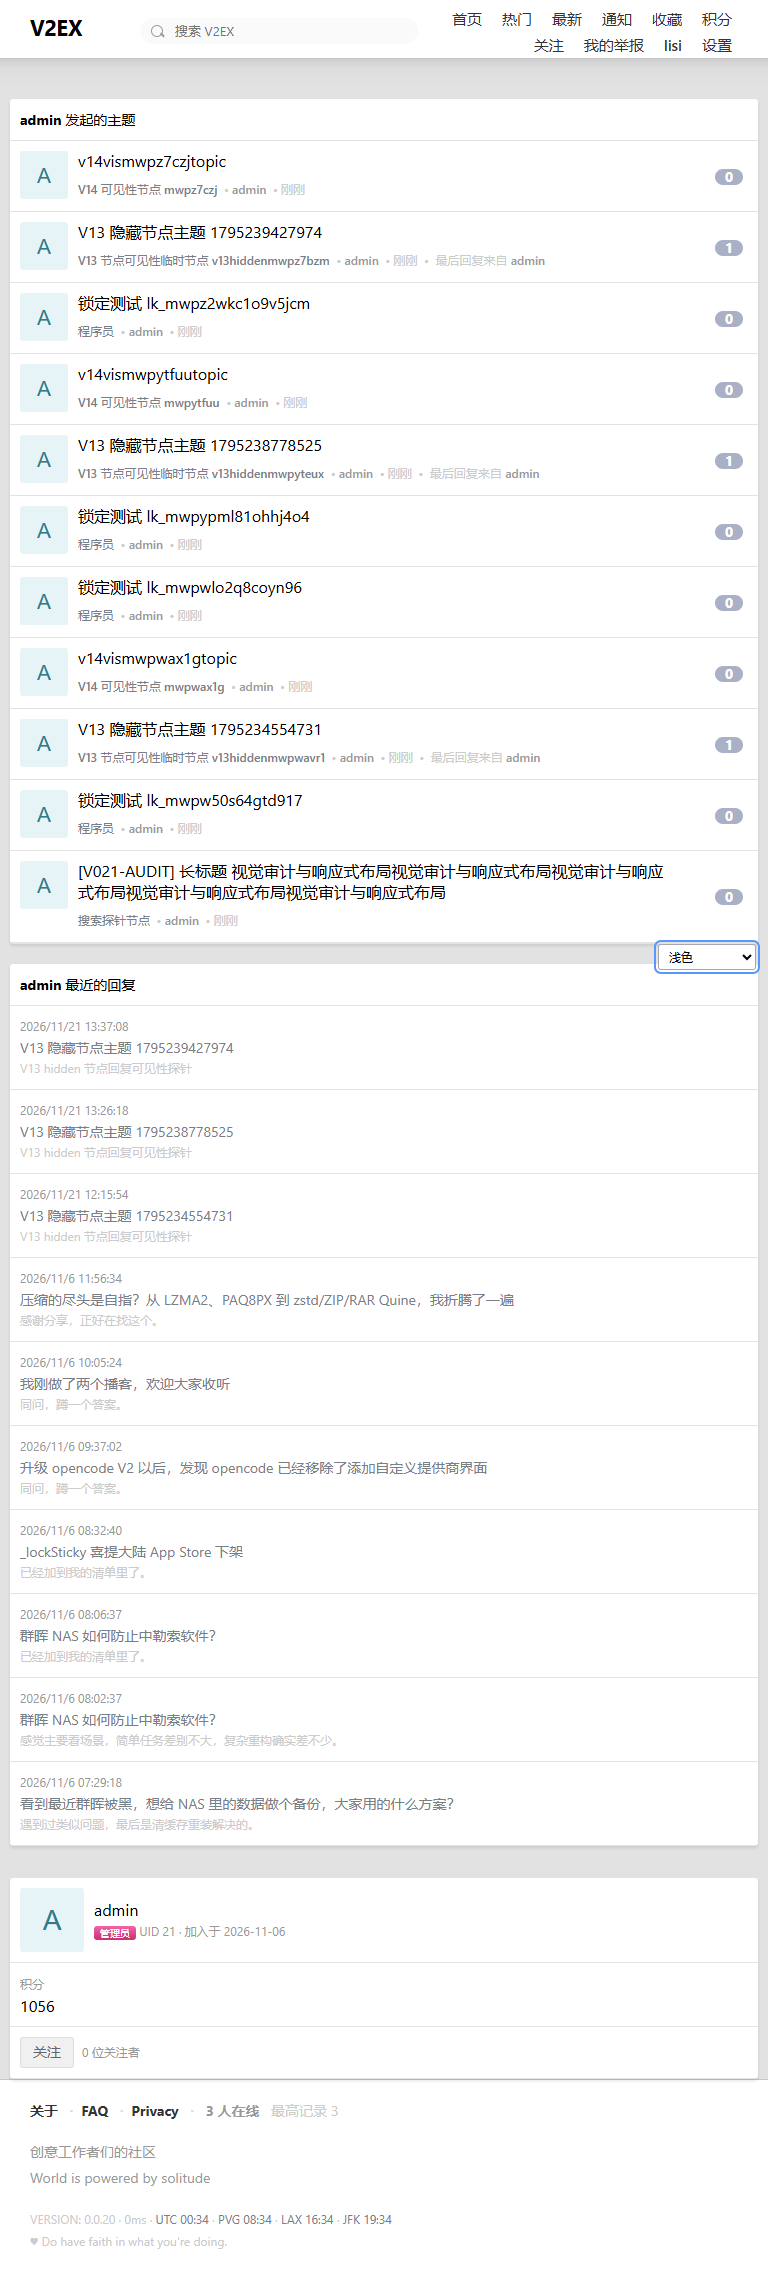 V2EX
搜索 V2EX
首页 热门 最新 通知 收藏 积分
关注 我的举报 lisi 设置
admin 发起的主题
A
v14vismwpz7czjtopic
V14 可见性节点 mwpz7czj • admin • 刚刚
0
A
V13 隐藏节点主题 1795239427974
V13 节点可见性临时节点 v13hiddenmwpz7bzm • admin • 刚刚 • 最后回复来自 admin
1
A
锁定测试 lk_mwpz2wkc1o9v5jcm
程序员 • admin • 刚刚
0
A
v14vismwpytfuutopic
V14 可见性节点 mwpytfuu • admin • 刚刚
0
A
V13 隐藏节点主题 1795238778525
V13 节点可见性临时节点 v13hiddenmwpyteux • admin • 刚刚 • 最后回复来自 admin
1
A
锁定测试 lk_mwpypml81ohhj4o4
程序员 • admin • 刚刚
0
A
锁定测试 lk_mwpwlo2q8coyn96
程序员 • admin • 刚刚
0
A
v14vismwpwax1gtopic
V14 可见性节点 mwpwax1g • admin • 刚刚
0
A
V13 隐藏节点主题 1795234554731
V13 节点可见性临时节点 v13hiddenmwpwavr1 • admin • 刚刚 • 最后回复来自 admin
1
A
锁定测试 lk_mwpw50s64gtd917
程序员 • admin • 刚刚
0
A
[V021-AUDIT] 长标题 视觉审计与响应式布局视觉审计与响应式布局视觉审计与响应
式布局视觉审计与响应式布局视觉审计与响应式布局
搜索探针节点 • admin • 刚刚
0
浅色
admin 最近的回复
2026/11/21 13:37:08
V13 隐藏节点主题 1795239427974
V13 hidden 节点回复可见性探针
2026/11/21 13:26:18
V13 隐藏节点主题 1795238778525
V13 hidden 节点回复可见性探针
2026/11/21 12:15:54
V13 隐藏节点主题 1795234554731
V13 hidden 节点回复可见性探针
2026/11/6 11:56:34
压缩的尽头是自指？从 LZMA2、PAQ8PX 到 zstd/ZIP/RAR Quine，我折腾了一遍
感谢分享，正好在找这个。
2026/11/6 10:05:24
我刚做了两个播客，欢迎大家收听
同问，蹲一个答案。
2026/11/6 09:37:02
升级 opencode V2 以后，发现 opencode 已经移除了添加自定义提供商界面
同问，蹲一个答案。
2026/11/6 08:32:40
_lockSticky 喜提大陆 App Store 下架
已经加到我的清单里了。
2026/11/6 08:06:37
群晖 NAS 如何防止中勒索软件？
已经加到我的清单里了。
2026/11/6 08:02:37
群晖 NAS 如何防止中勒索软件？
感觉主要看场景，简单任务差别不大，复杂重构确实差不少。
2026/11/6 07:29:18
看到最近群晖被黑，想给 NAS 里的数据做个备份，大家用的什么方案？
遇到过类似问题，最后是清缓存重装解决的。
A
admin
管理员 UID 21 · 加入于 2026-11-06
积分
1056
关注 0 位关注者
关于 · FAQ · Privacy · 3 人在线 最高记录 3
创意工作者们的社区
World is powered by solitude
VERSION: 0.0.20 · 0ms · UTC 00:34 · PVG 08:34 · LAX 16:34 · JFK 19:34
♥ Do have faith in what you're doing.